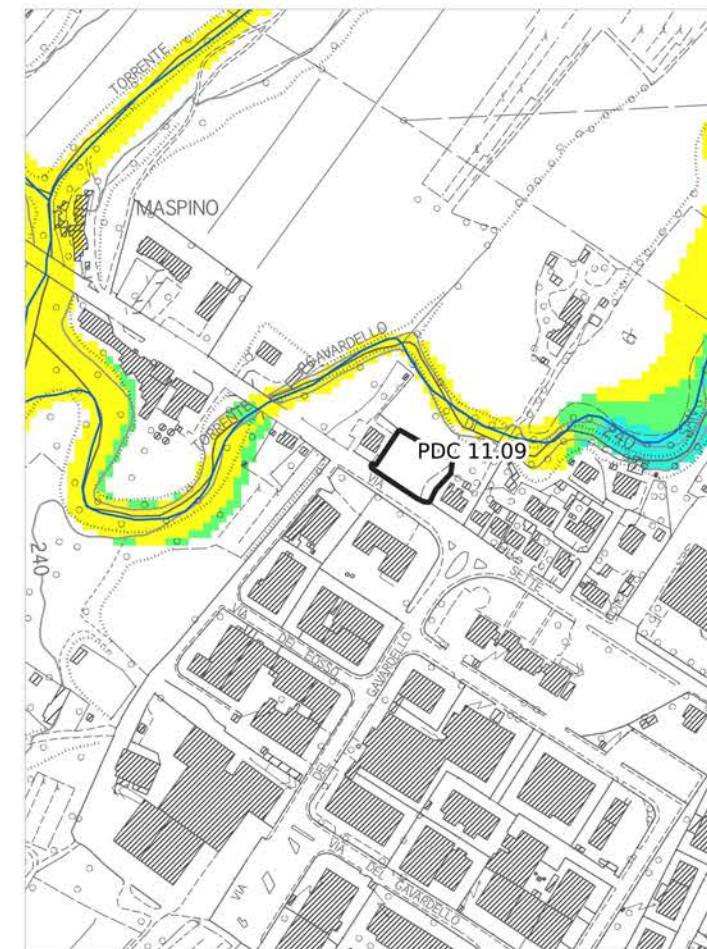 TORRENTE
MASPINO
GAVARDELLO
TORRENTE
PDC 11.09
240
VIA
SETTE
240
VIA
DEL FOSSO
GAVARDELLO
DEL
VIA
VIA
DEL GAVARDELLO